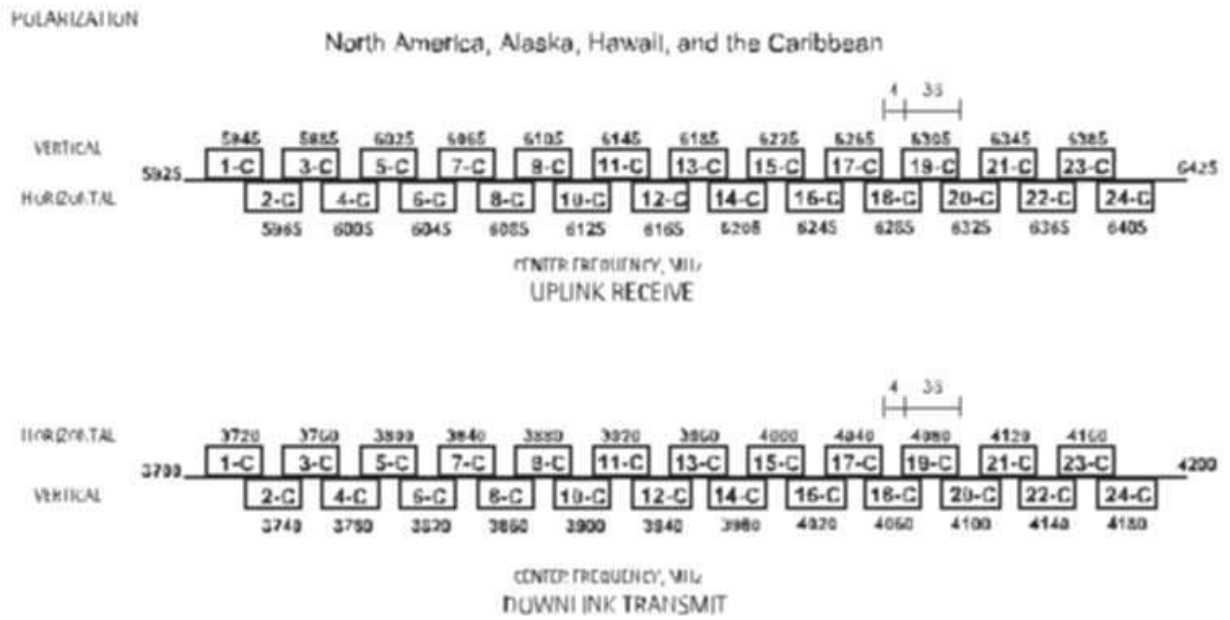 POLARIZATION
North America, Alaska, Hawaii, and the Caribbean
4 36
5945 5985 6025 6065 6105 6145 6185 6225 6265 6305 6345 6385
VERTICAL 1-C 3-C 5-C 7-C 9-C 11-C 13-C 15-C 17-C 19-C 21-C 23-C
5925 6425
HORIZONTAL 2-C 4-C 6-C 8-C 10-C 12-C 14-C 16-C 18-C 20-C 22-C 24-C
5965 6005 6045 6085 6125 6165 6205 6245 6285 6325 6365 6405
CENTER FREQUENCY, MHz
UPLINK RECEIVE
4 36
HORIZONTAL 3720 3760 3800 3840 3880 3920 3960 4000 4040 4080 4120 4160
1-C 3-C 5-C 7-C 9-C 11-C 13-C 15-C 17-C 19-C 21-C 23-C
3700 4200
VERTICAL 2-C 4-C 6-C 8-C 10-C 12-C 14-C 16-C 18-C 20-C 22-C 24-C
3740 3780 3820 3860 3900 3940 3980 4020 4060 4100 4140 4180
CENTER FREQUENCY, MHz
DOWNLINK TRANSMIT